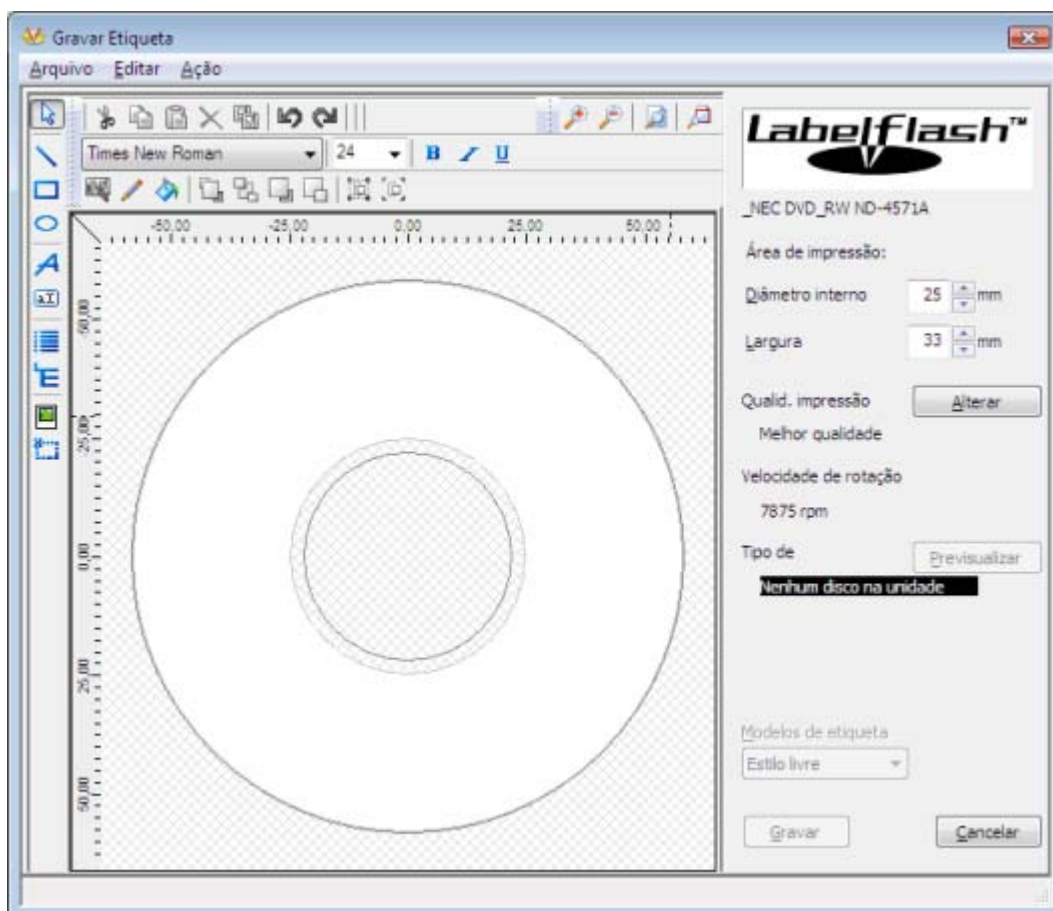 Gravar Etiqueta
Arquivo Editar Ação
Times New Roman 24 B I U
Labelflash™
_NEC DVD_RW ND-4571A
Área de impressão:
Diâmetro interno 25 mm
Largura 33 mm
Qualid. impressão Alterar
Melhor qualidade
Velocidade de rotação
7875 rpm
Tipo de Previsualizar
Nenhum disco na unidade
Modelos de etiqueta
Estilo livre
Gravar Cancelar
-50,00 -25,00 0,00 25,00 50,00
-50,00
-25,00
0,00
25,00
50,00